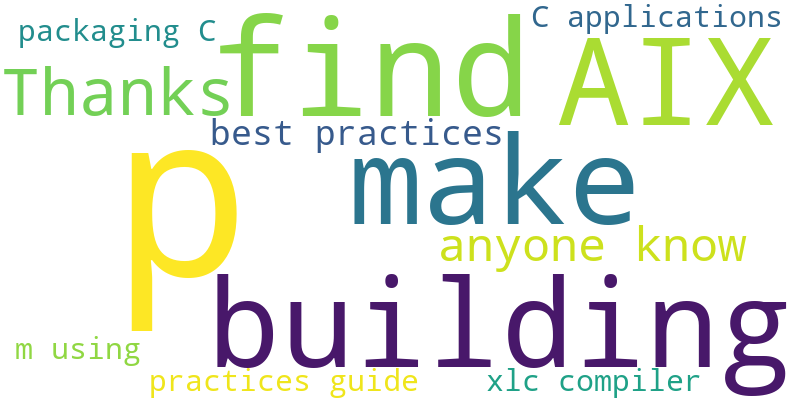 packaging C
find
C applications
Thanks
AIX
best practices
p
make
anyone know
building
m using
practices guide
xlc compiler